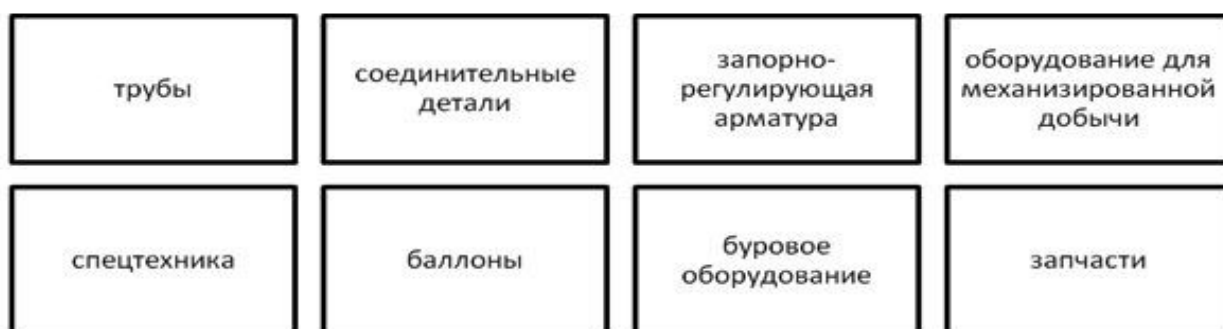 трубы
соединительные
детали
запорно-
регулирующая
арматура
оборудование для
механизированной
добычи
спецтехника
баллоны
буровое
оборудование
запчасти